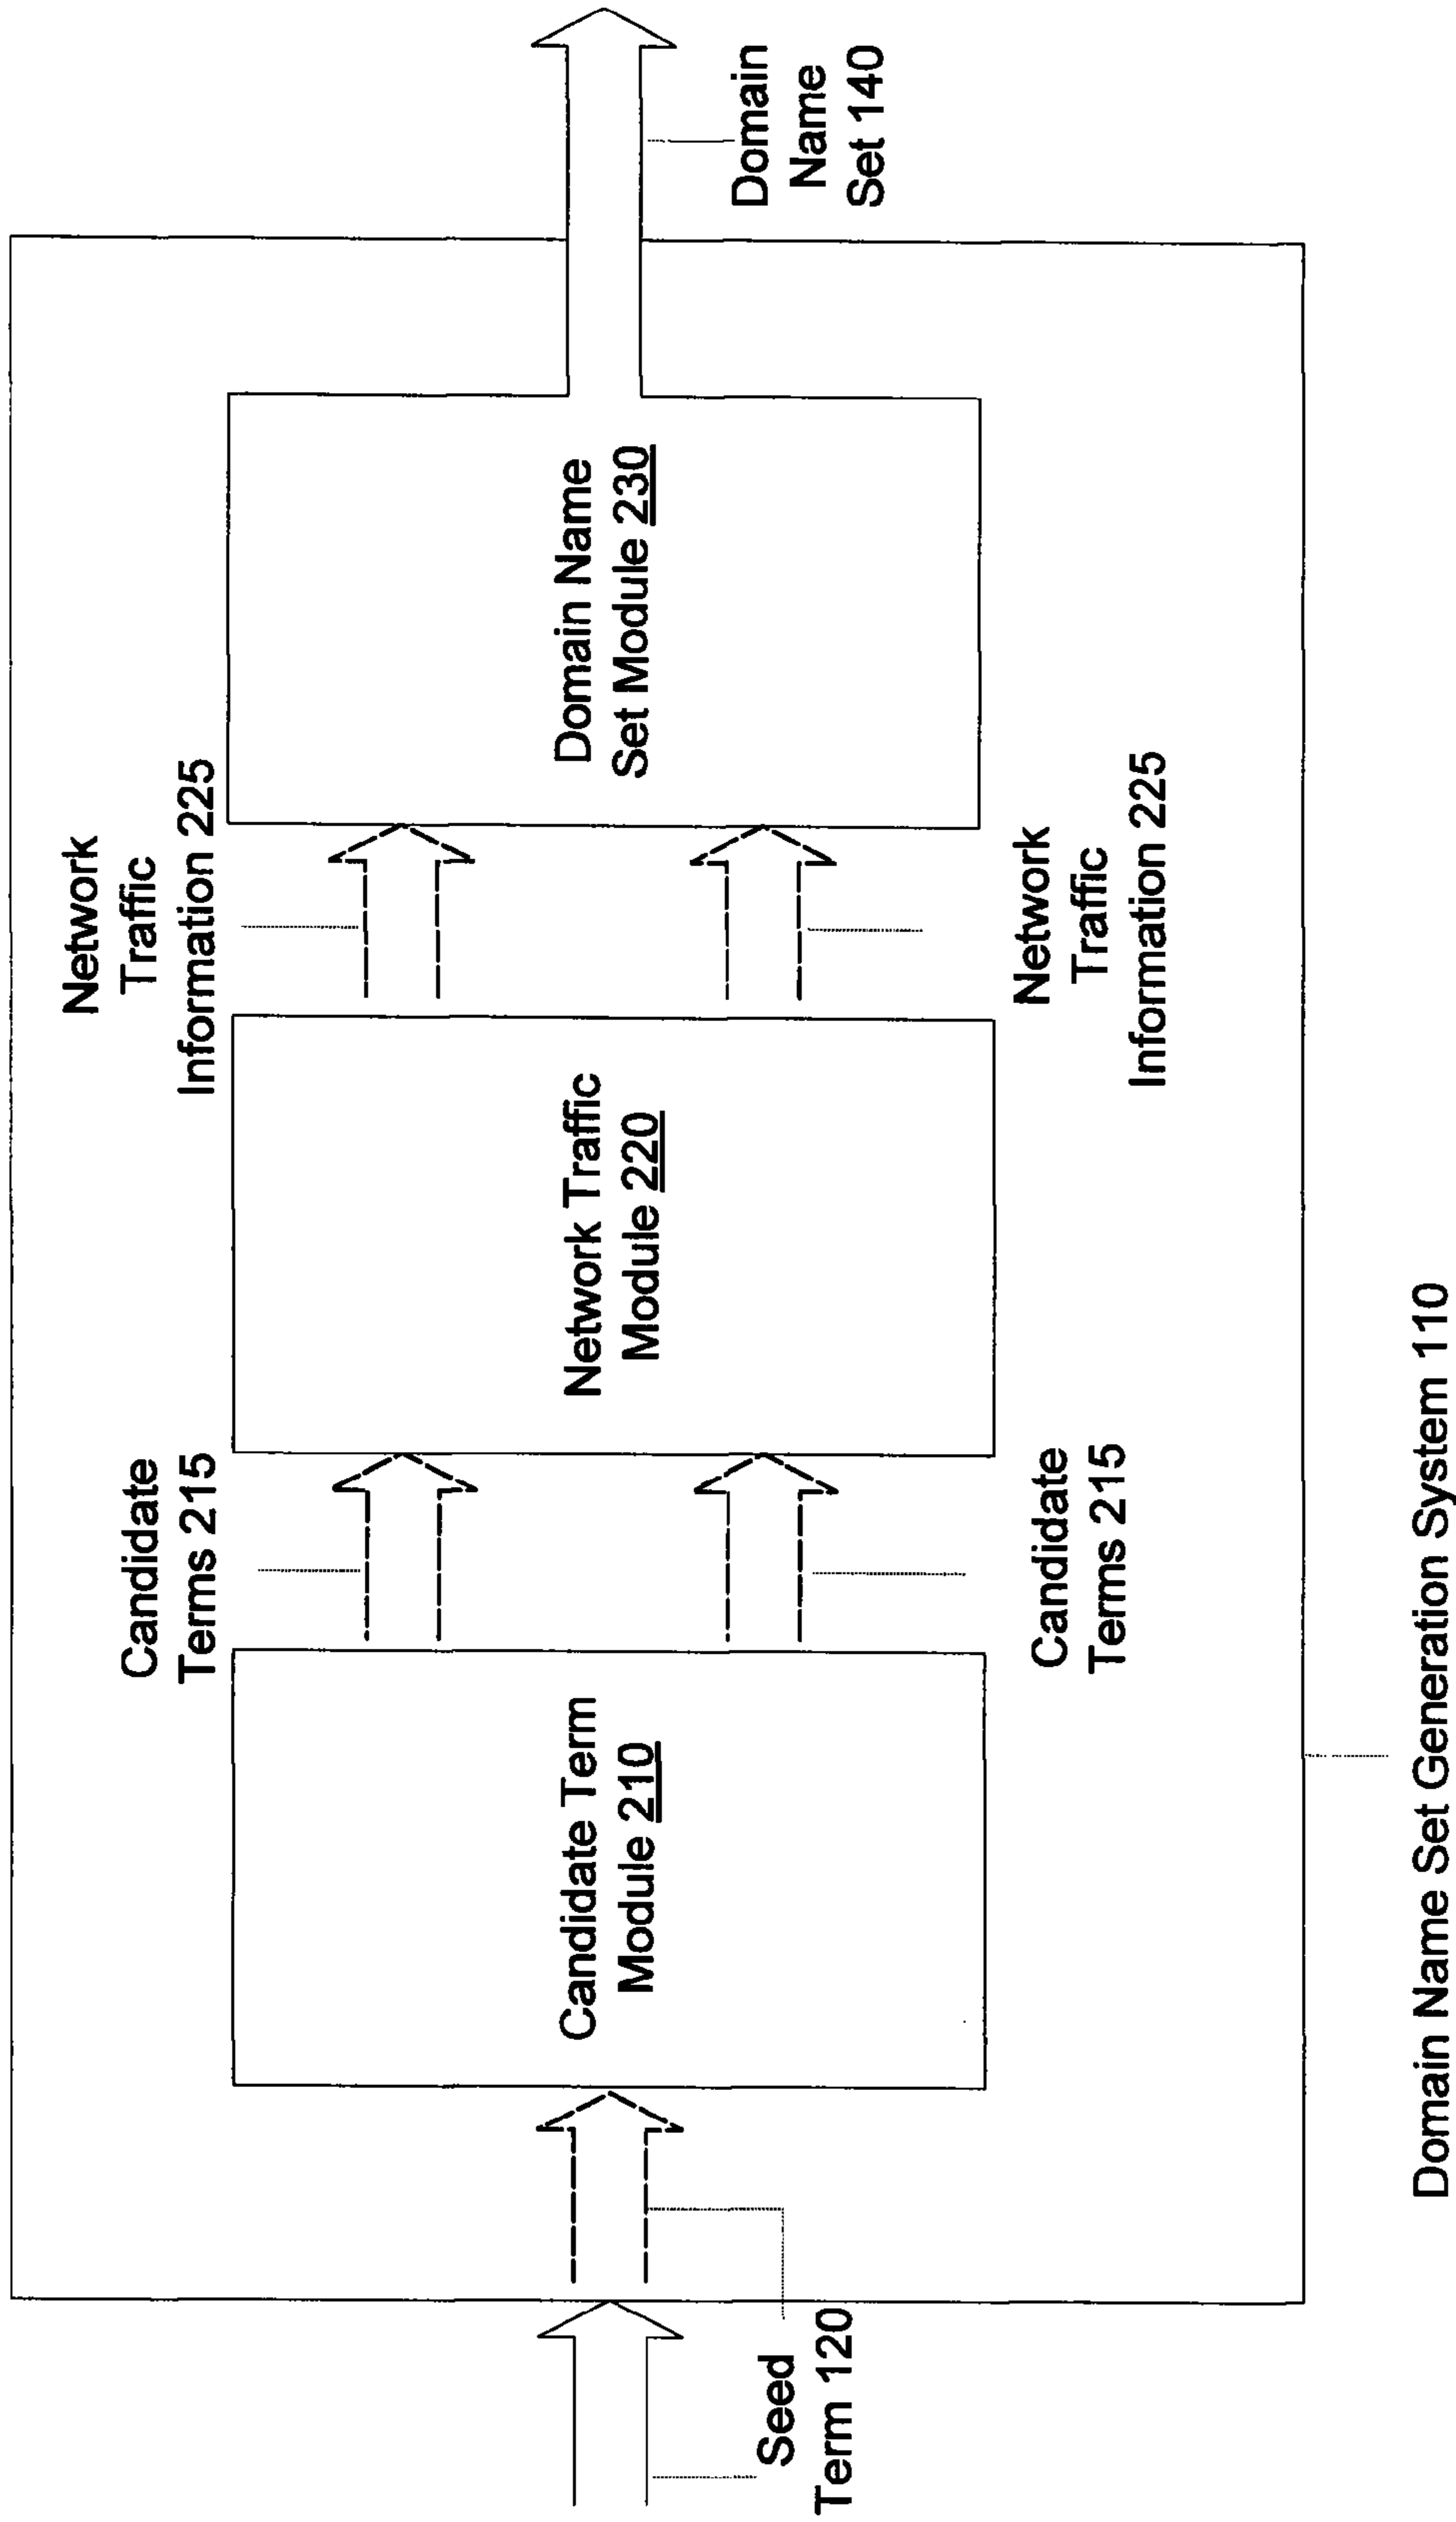 Network
Traffic
Information 225
Candidate
Terms 215
Candidate Term
Module 210
Network Traffic
Module 220
Domain Name
Set Module 230
Seed
Term 120
Domain
Name
Set 140
Candidate
Terms 215
Network
Traffic
Information 225
Domain Name Set Generation System 110